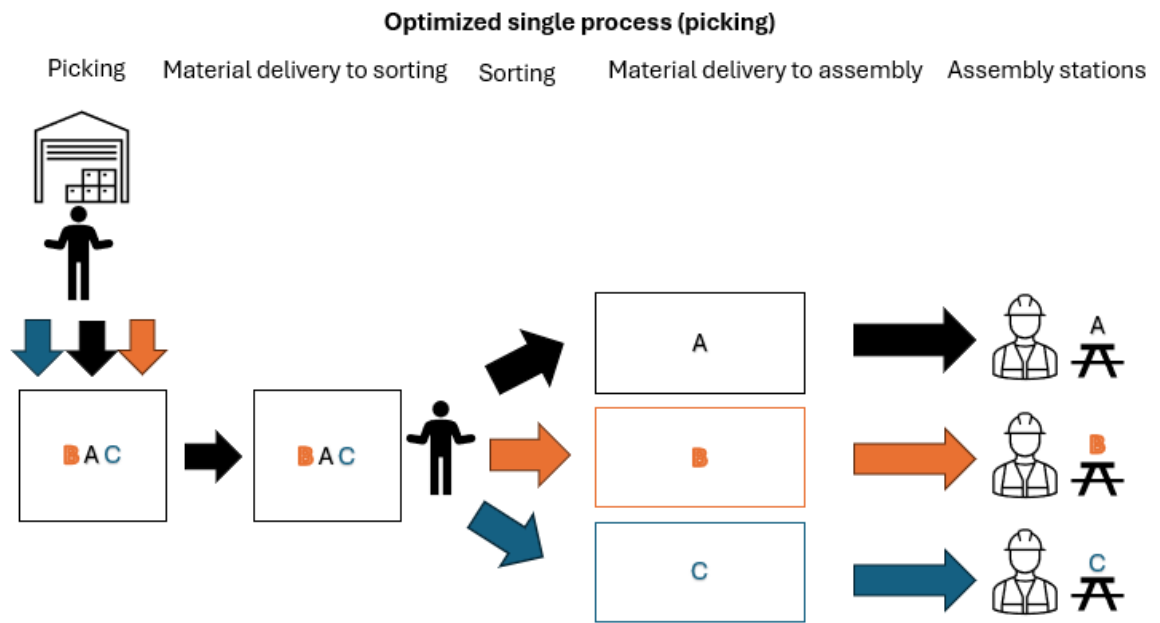 Optimized single process (picking)
Picking
Material delivery to sorting
Sorting
Material delivery to assembly
Assembly stations
B A C
B A C
A
B
C
A
B
C